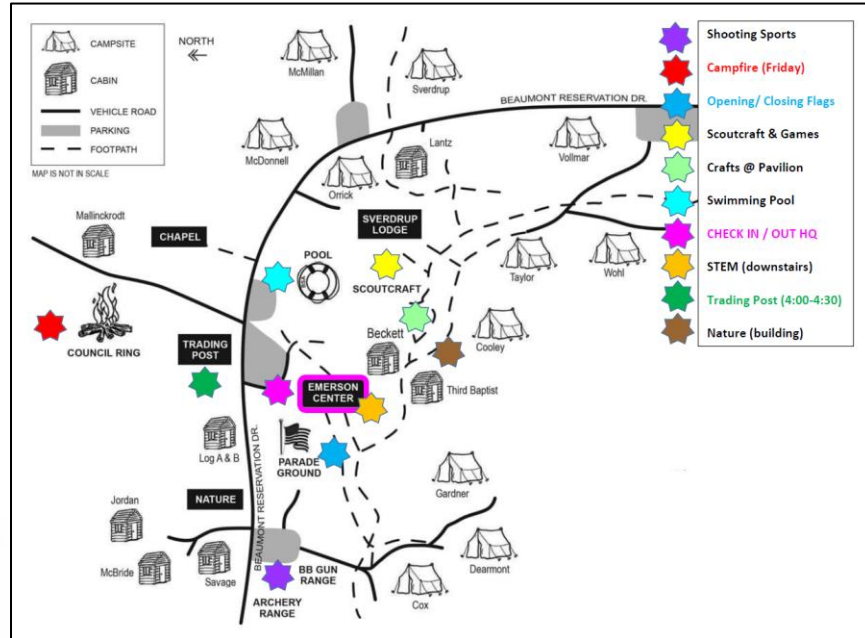 CAMPSITE
CABIN
VEHICLE ROAD
PARKING
FOOTPATH
MAP IS NOT IN SCALE
NORTH
McMillan
Sverdrup
BEAUMONT RESERVATION DR.
McDonnell
Orrick
Lantz
Vollmar
Mallinckrodt
CHAPEL
SVERDRUP
LODGE
POOL
SCOUTCRAFT
Taylor
Wohl
COUNCIL RING
TRADING
POST
Beckett
Cooley
EMERSON
CENTER
Third Baptist
Log A & B
PARADE
GROUND
BEAUMONT RESERVATION DR.
NATURE
Gardner
Jordan
McBride
Savage
BB GUN
RANGE
ARCHERY
RANGE
Cox
Dearmont
Shooting Sports
Campfire (Friday)
Opening/ Closing Flags
Scoutcraft & Games
Crafts @ Pavilion
Swimming Pool
CHECK IN / OUT HQ
STEM (downstairs)
Trading Post (4:00-4:30)
Nature (building)